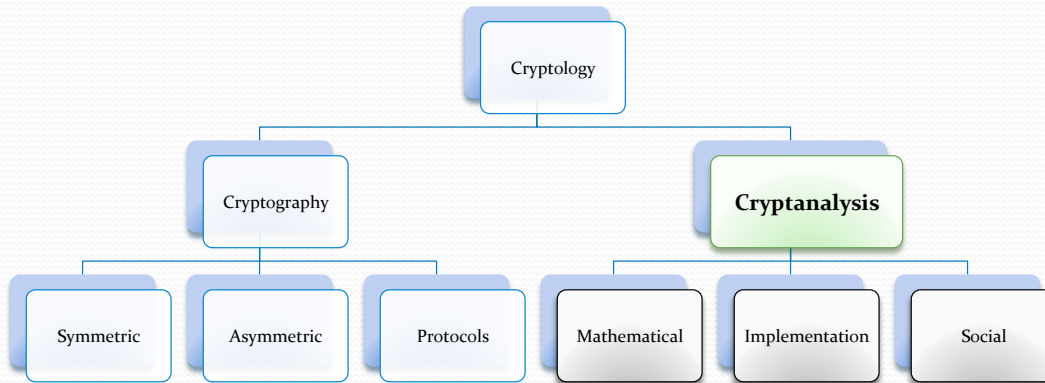 Cryptology
Cryptography
Cryptanalysis
Symmetric
Asymmetric
Protocols
Mathematical
Implementation
Social